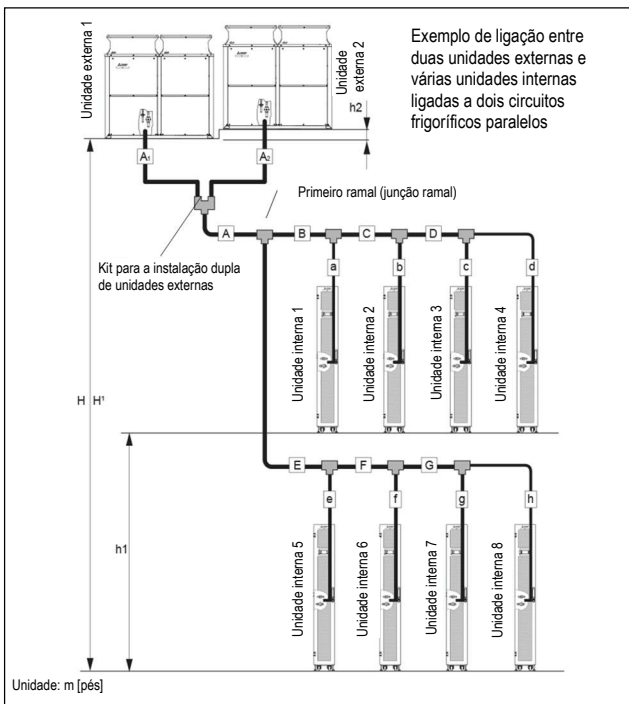 Exemplo de ligação entre
duas unidades externas e
várias unidades internas
ligadas a dois circuitos
frigoríficos paralelos
Unidade externa 1
Unidade
externa 2
h2
A1
A2
Primeiro ramal (junção ramal)
A
B
C
D
Kit para a instalação dupla
de unidades externas
a
b
c
d
Unidade interna 1
Unidade interna 2
Unidade interna 3
Unidade interna 4
H
H¹
E
F
G
e
f
g
h
h1
Unidade interna 5
Unidade interna 6
Unidade interna 7
Unidade interna 8
Unidade: m [pés]